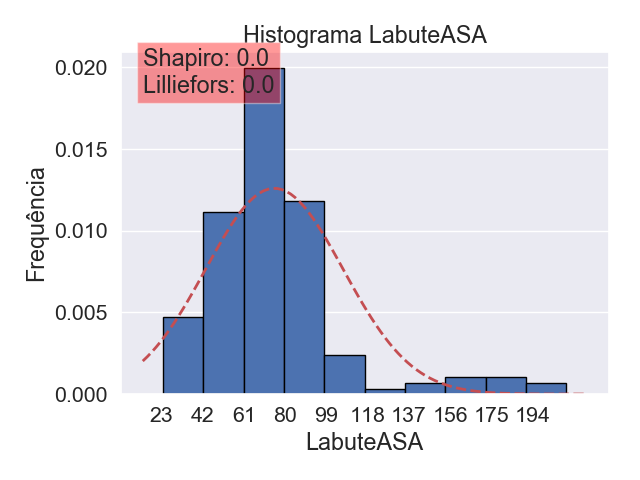 Histograma LabuteASA
Shapiro: 0.0
Lilliefors: 0.0
0.020
0.015
0.010
0.005
0.000
Frequência
23 42 61 80 99 118 137 156 175 194
LabuteASA